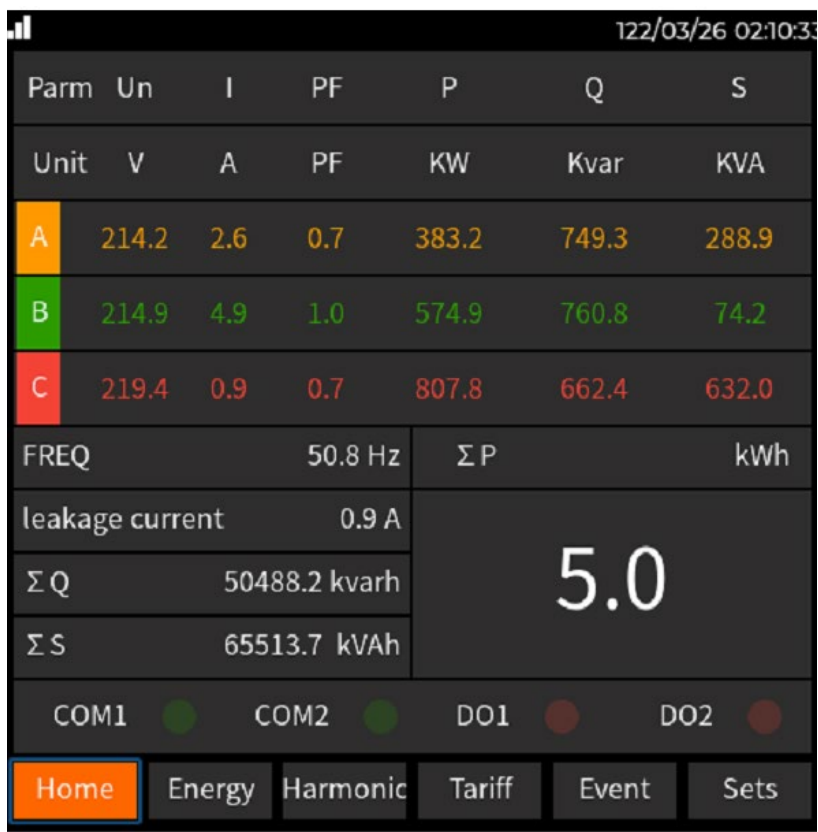 122/03/26 02:10:33
Parm Un I PF P Q S
Unit V A PF KW Kvar KVA
A 214.2 2.6 0.7 383.2 749.3 288.9
B 214.9 4.9 1.0 574.9 760.8 74.2
C 219.4 0.9 0.7 807.8 662.4 632.0
FREQ 50.8 Hz Σ P kWh
leakage current 0.9 A
5.0
Σ Q 50488.2 kvarh
Σ S 65513.7 kVAh
COM1 COM2 DO1 DO2
Home Energy Harmonic Tariff Event Sets